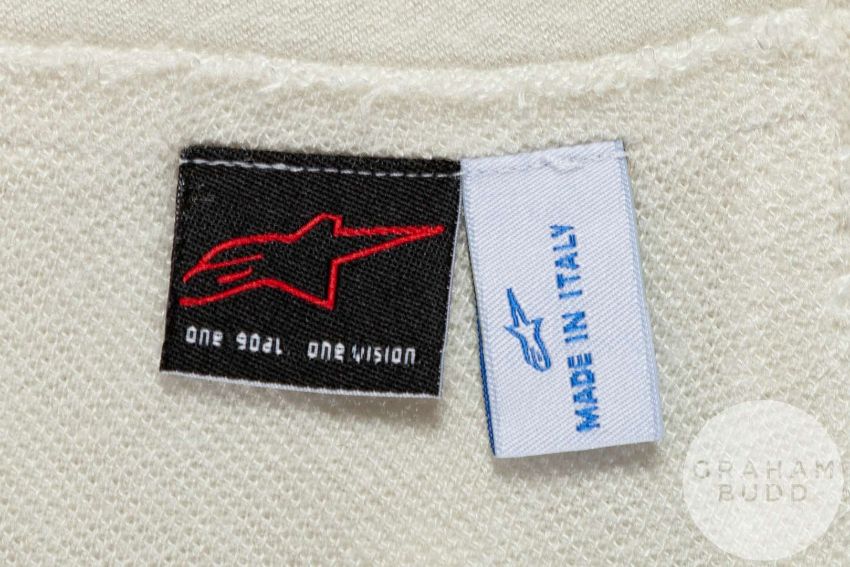 one goal. one vision.
MADE IN ITALY
GRAHAM
BUDD